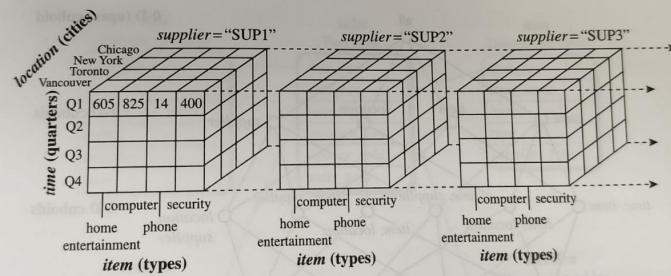 location (cities)
supplier = “SUP1”
supplier = “SUP2”
supplier = “SUP3”
Chicago
New York
Toronto
Vancouver
time (quarters)
Q1 605 825 14 400
Q2
Q3
Q4
computer security
home phone
entertainment
item (types)
computer security
home phone
entertainment
item (types)
computer security
home phone
entertainment
item (types)